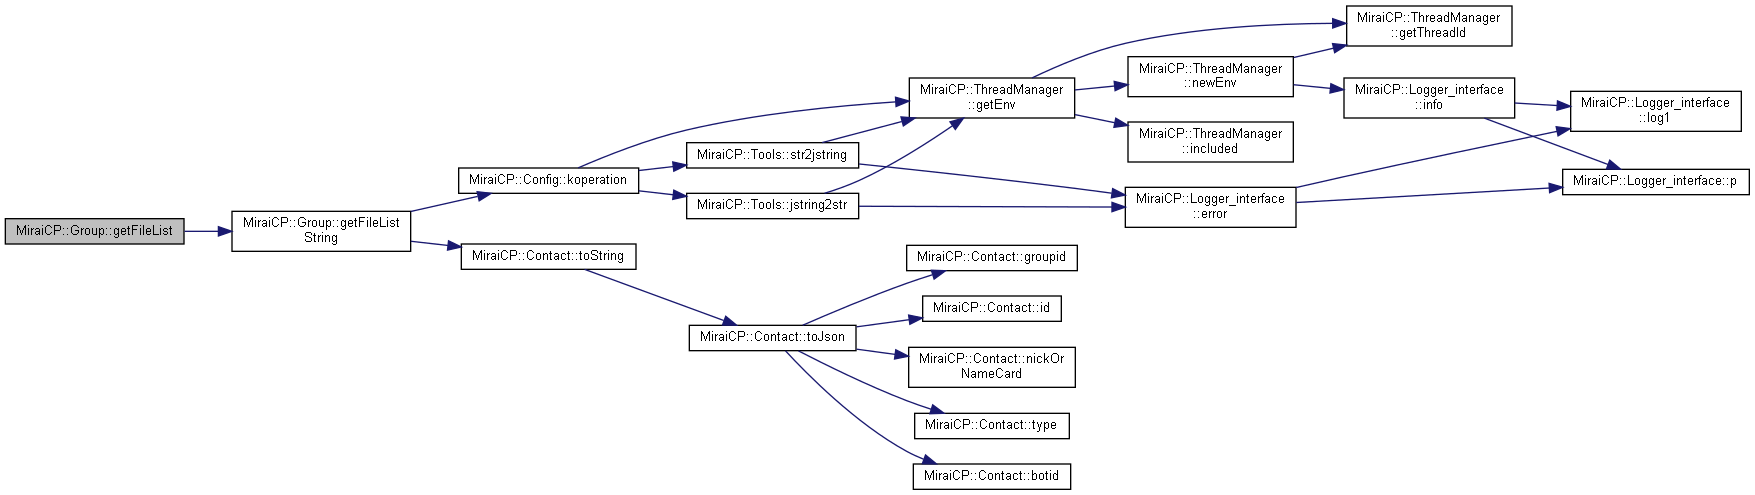 MiraiCP::Group::getFileList
MiraiCP::Group::getFileList
String
MiraiCP::Config::koperation
MiraiCP::Contact::toString
MiraiCP::Tools::str2jstring
MiraiCP::Tools::jstring2str
MiraiCP::Contact::toJson
MiraiCP::ThreadManager
::getEnv
MiraiCP::Contact::groupid
MiraiCP::Contact::id
MiraiCP::Contact::nickOr
NameCard
MiraiCP::Contact::type
MiraiCP::Contact::botid
MiraiCP::ThreadManager
::newEnv
MiraiCP::ThreadManager
::included
MiraiCP::Logger_interface
::error
MiraiCP::ThreadManager
::getThreadId
MiraiCP::Logger_interface
::info
MiraiCP::Logger_interface
::log1
MiraiCP::Logger_interface::p